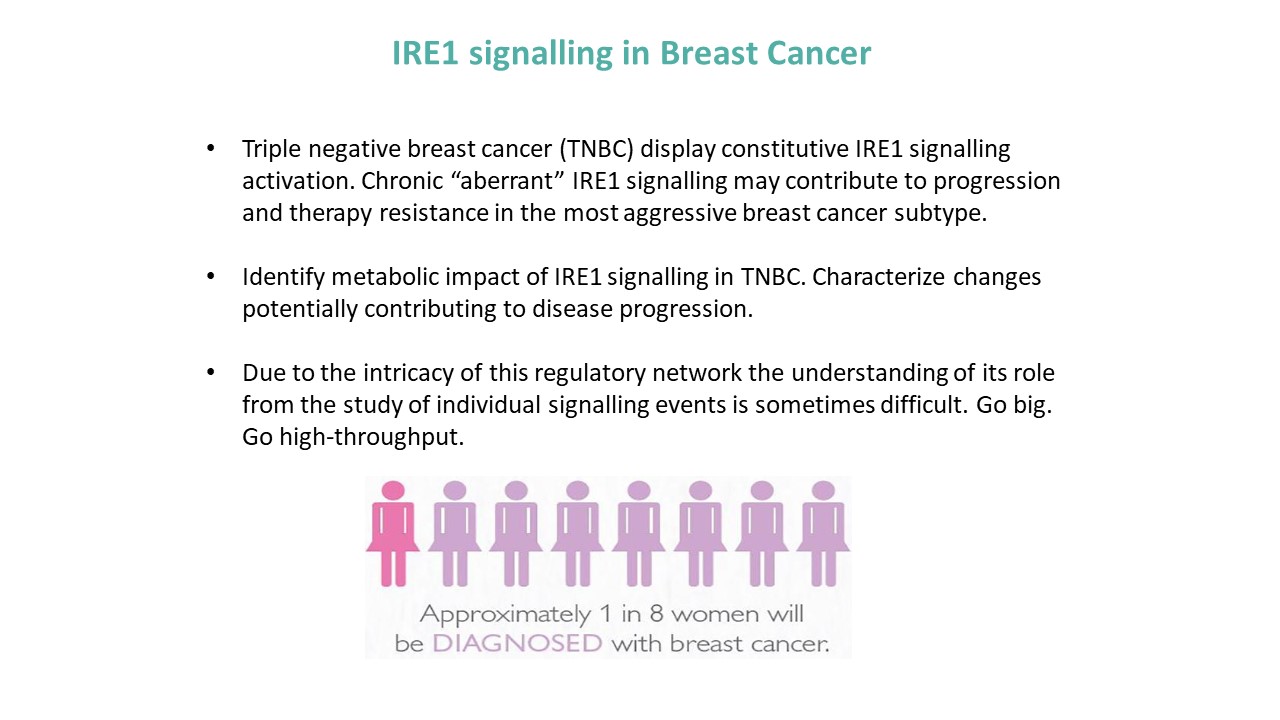 IRE1 signalling in Breast Cancer
• Triple negative breast cancer (TNBC) display constitutive IRE1 signalling
activation. Chronic “aberrant” IRE1 signalling may contribute to progression
and therapy resistance in the most aggressive breast cancer subtype.
• Identify metabolic impact of IRE1 signalling in TNBC. Characterize changes
potentially contributing to disease progression.
• Due to the intricacy of this regulatory network the understanding of its role
from the study of individual signalling events is sometimes difficult. Go big.
Go high-throughput.
Approximately 1 in 8 women will
be DIAGNOSED with breast cancer.